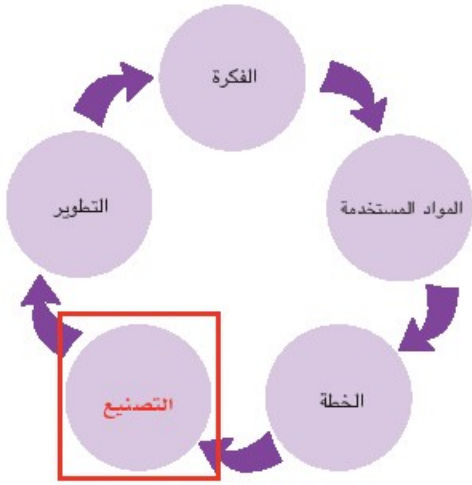 الفكرة
المواد المستخدمة
الخطة
التصنيع
التطوير